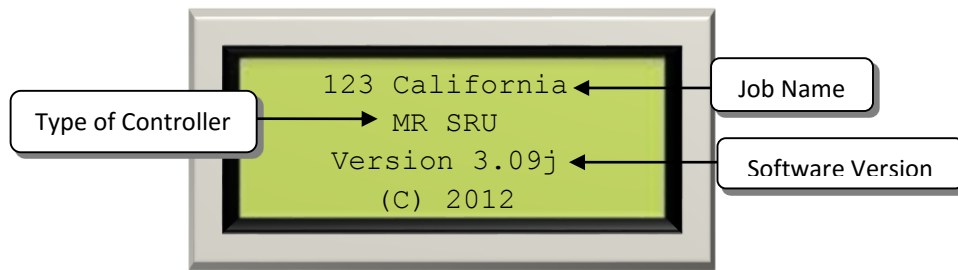 123 California
MR SRU
Version 3.09j
(C) 2012
Type of Controller
Job Name
Software Version